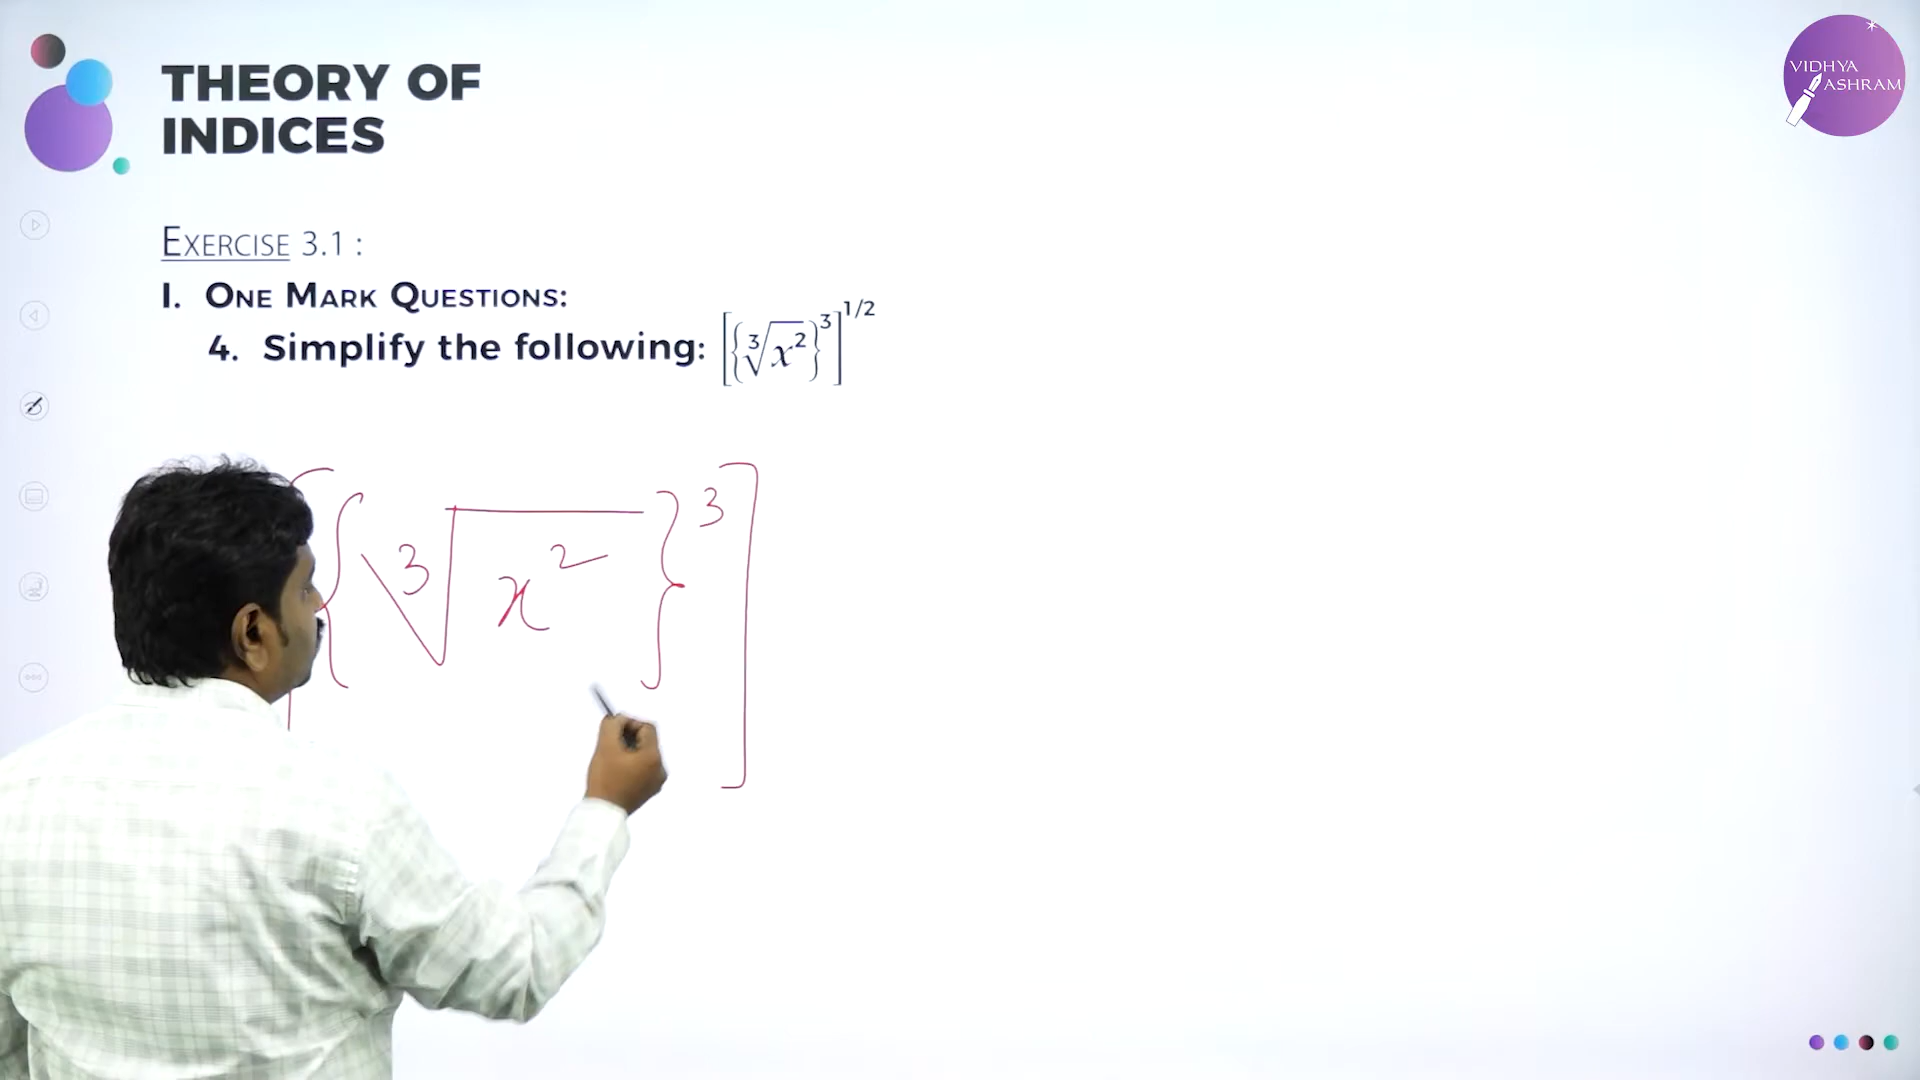 THEORY OF
INDICES
VIDHYA
ASHRAM
EXERCISE 3.1 :
I. ONE MARK QUESTIONS:
4. Simplify the following: [{∛x²}³]^1/2
[{∛x²}³]